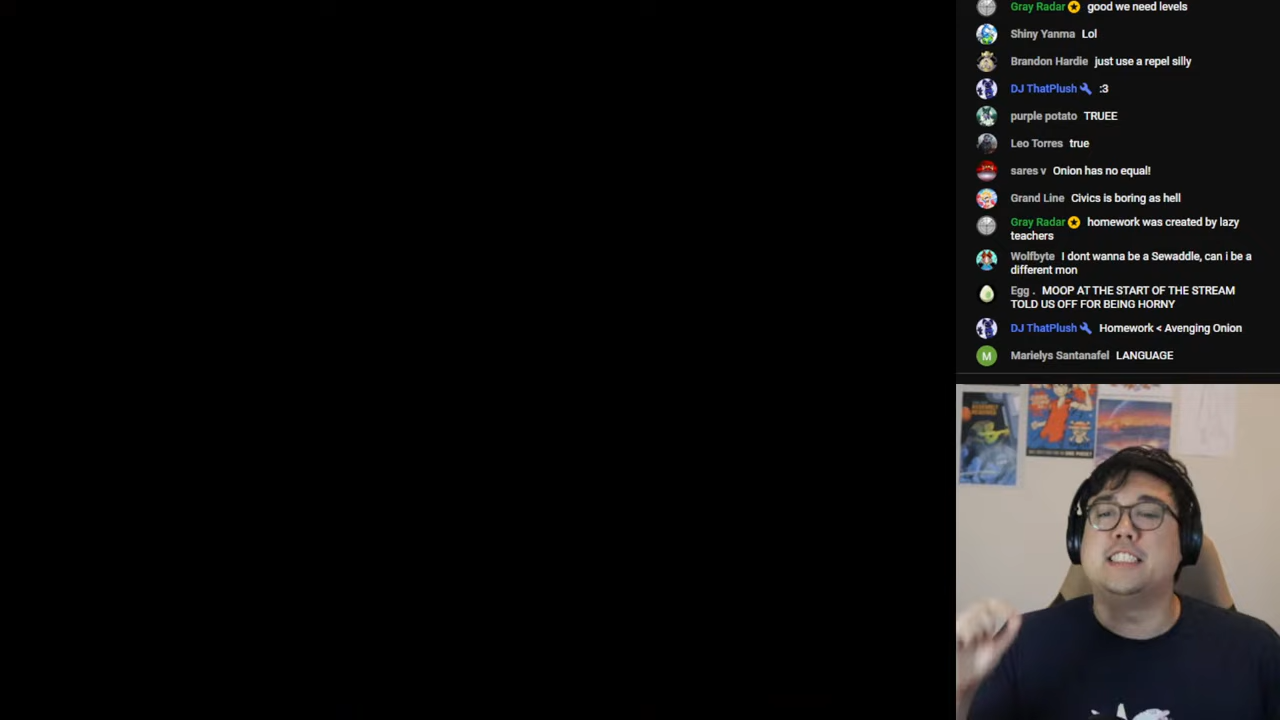 Gray Radar good we need levels
Shiny Yanma Lol
Brandon Hardie just use a repel silly
DJ ThatPlush :3
purple potato TRUEE
Leo Torres true
sares v Onion has no equal!
Grand Line Civics is boring as hell
Gray Radar homework was created by lazy
teachers
Wolfbyte I dont wanna be a Sewaddle, can i be a
different mon
Egg . MOOP AT THE START OF THE STREAM
TOLD US OFF FOR BEING HORNY
DJ ThatPlush Homework < Avenging Onion
M Marielys Santanafel LANGUAGE